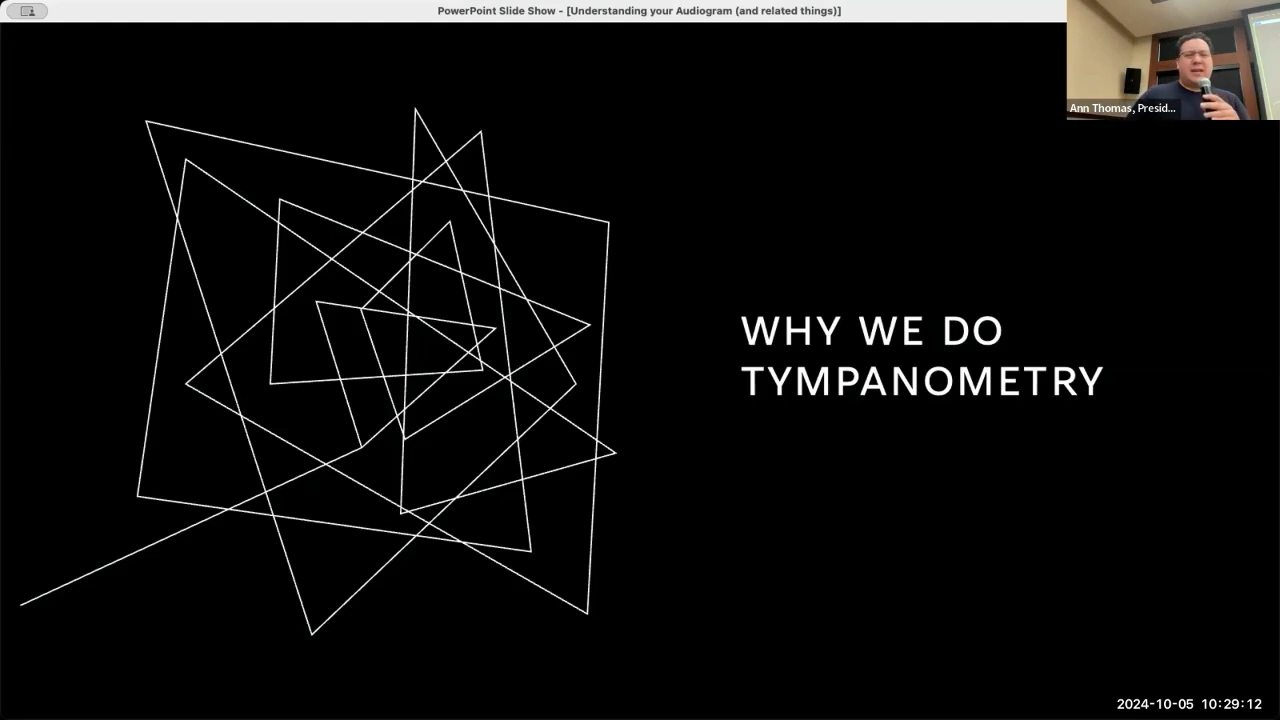 PowerPoint Slide Show - [Understanding your Audiogram (and related things)]
Ann Thomas, Presid...
WHY WE DO
TYMPANOMETRY
2024-10-05 10:29:12